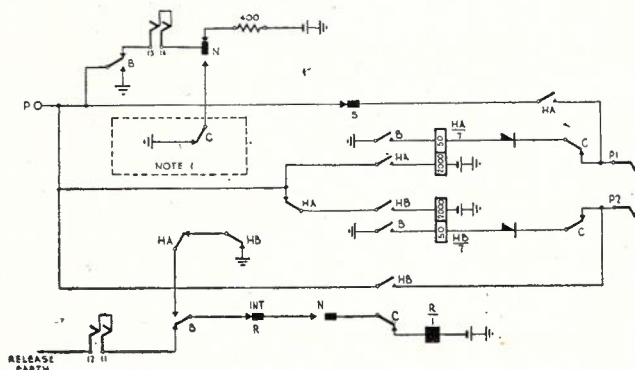 400
N
B
13 14
P
S
HA
C
NOTE 1
B
50
HA
7
C
P1
HA
2000
HA
HB
2000
P2
B
50
HB
7
C
HA
HB
HB
B
INT
R
N
C
R
1
12 11
RELEASE
EARTH